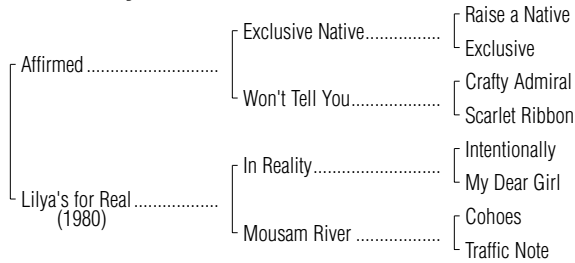 Raise a Native
Exclusive Native.................
Exclusive
Affirmed ...........................
Crafty Admiral
Won't Tell You....................
Scarlet Ribbon
Intentionally
In Reality..........................
My Dear Girl
Lilya's for Real .................
(1980)
Cohoes
Mousam River ..................
Traffic Note